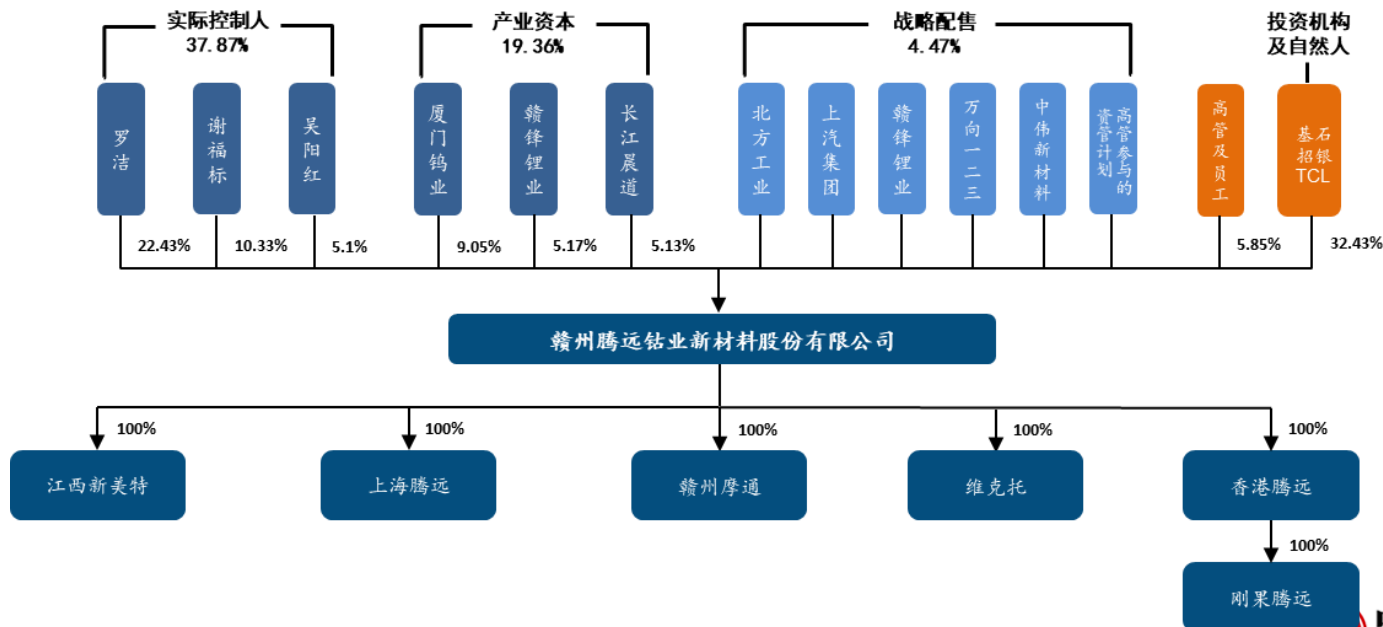 实际控制人
37.87%
产业资本
19.36%
战略配售
4.47%
投资机构
及自然人
罗洁
谢福标
吴阳红
厦门钨业
赣锋锂业
长江晨道
北方工业
上汽集团
赣锋锂业
万向一二三
中伟新材料
高管参与的
资管计划
高管及员工
石
基
招银
TCL
22.43%
10.33%
5.1%
9.05%
5.17%
5.13%
5.85%
32.43%
赣州腾远钴业新材料股份有限公司
100%
100%
100%
100%
100%
江西新美特
上海腾远
赣州摩通
维克托
香港腾远
100%
刚果腾远